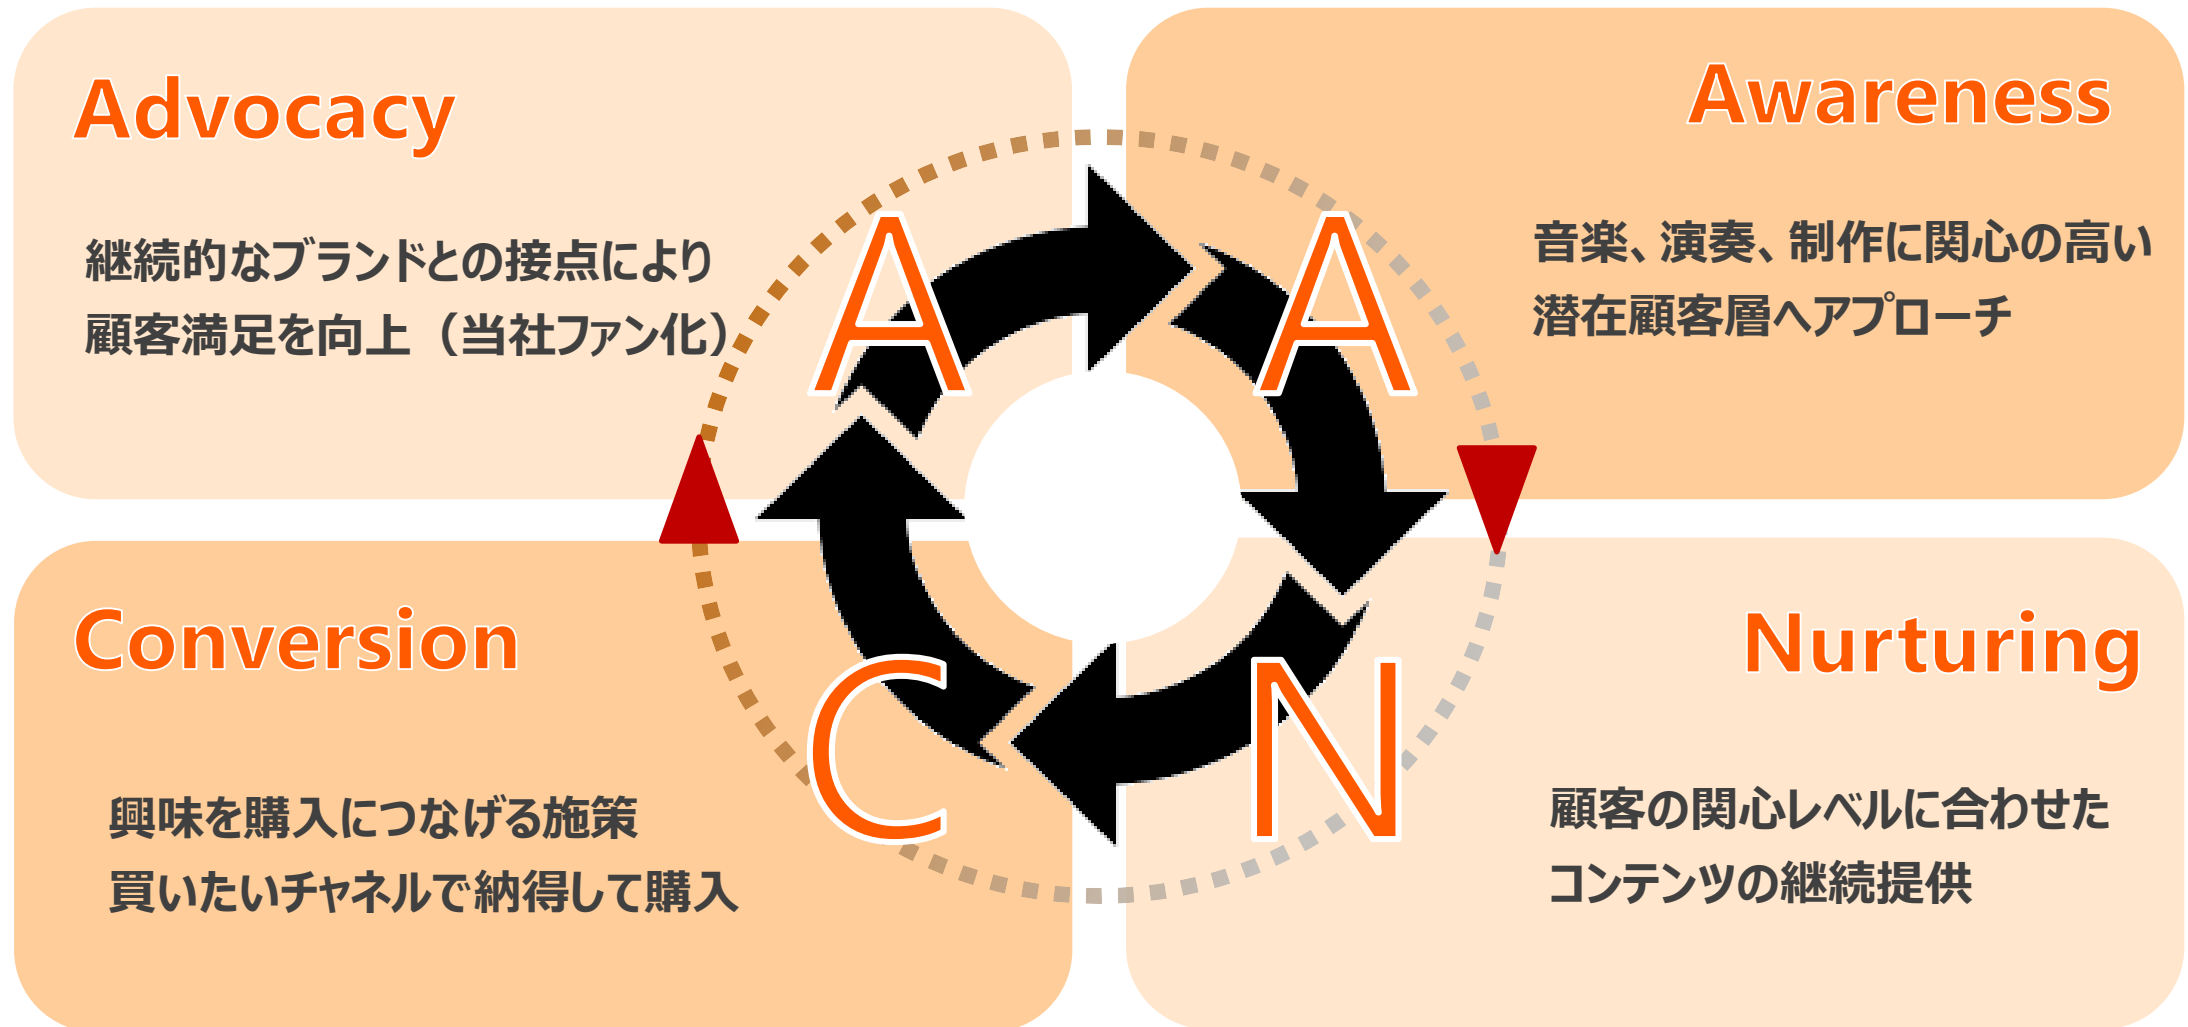 Advocacy
継続的なブランドとの接点により
顧客満足を向上（当社ファン化）
Awareness
音楽、演奏、制作に関心の高い
潜在顧客層へアプローチ
A
A
C
N
Conversion
興味を購入につなげる施策
買いたいチャネルで納得して購入
Nurturing
顧客の関心レベルに合わせた
コンテンツの継続提供